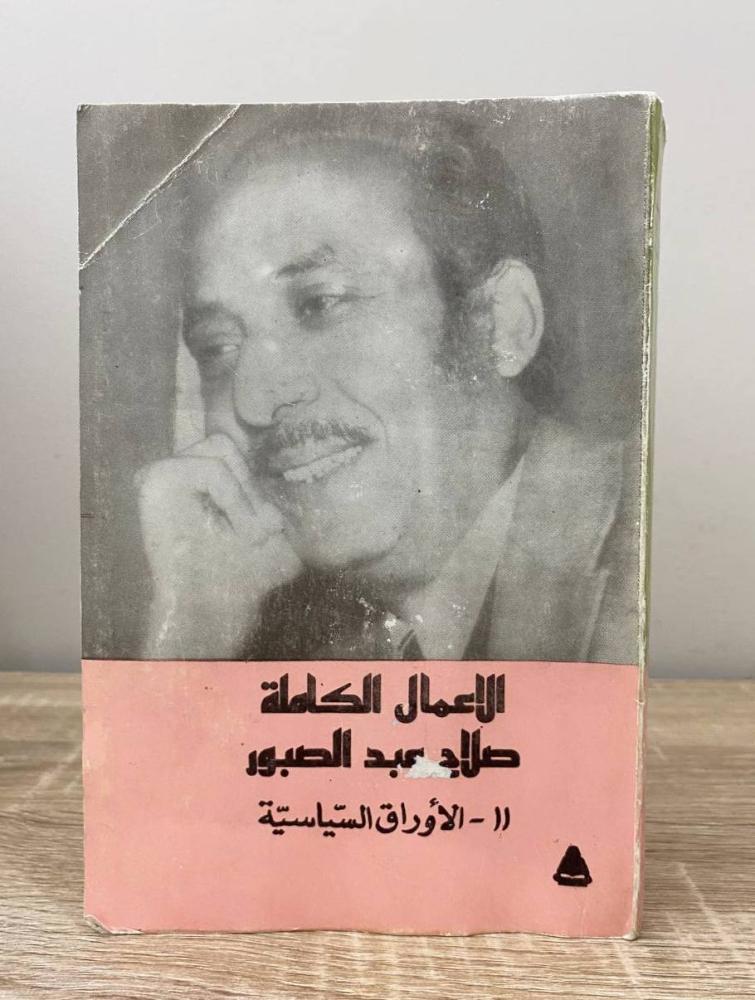 الاعمال الكاملة
صلاح عبد الصبور
١١ - الأوراق السّياسيّة